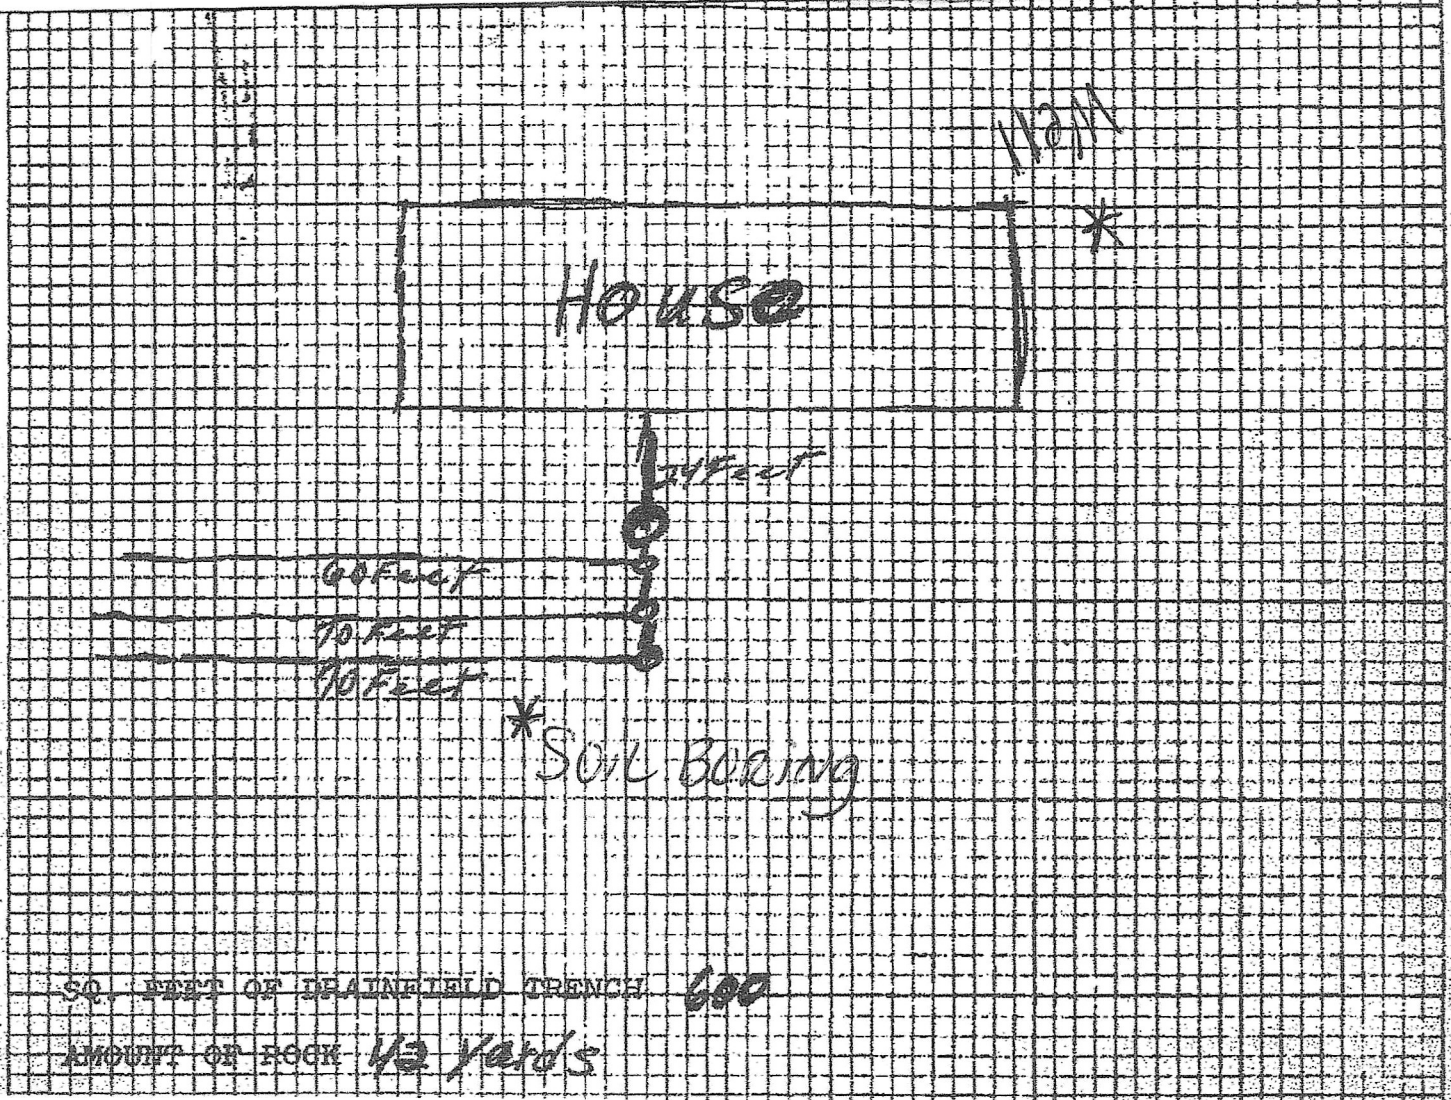 Well
*
House
24 Feet
60 Feet
70 Feet
70 Feet
*
SOIL BORING
SQ. FEET OF DRAINFIELD TRENCH 600
AMOUNT OF ROCK 42 Yards